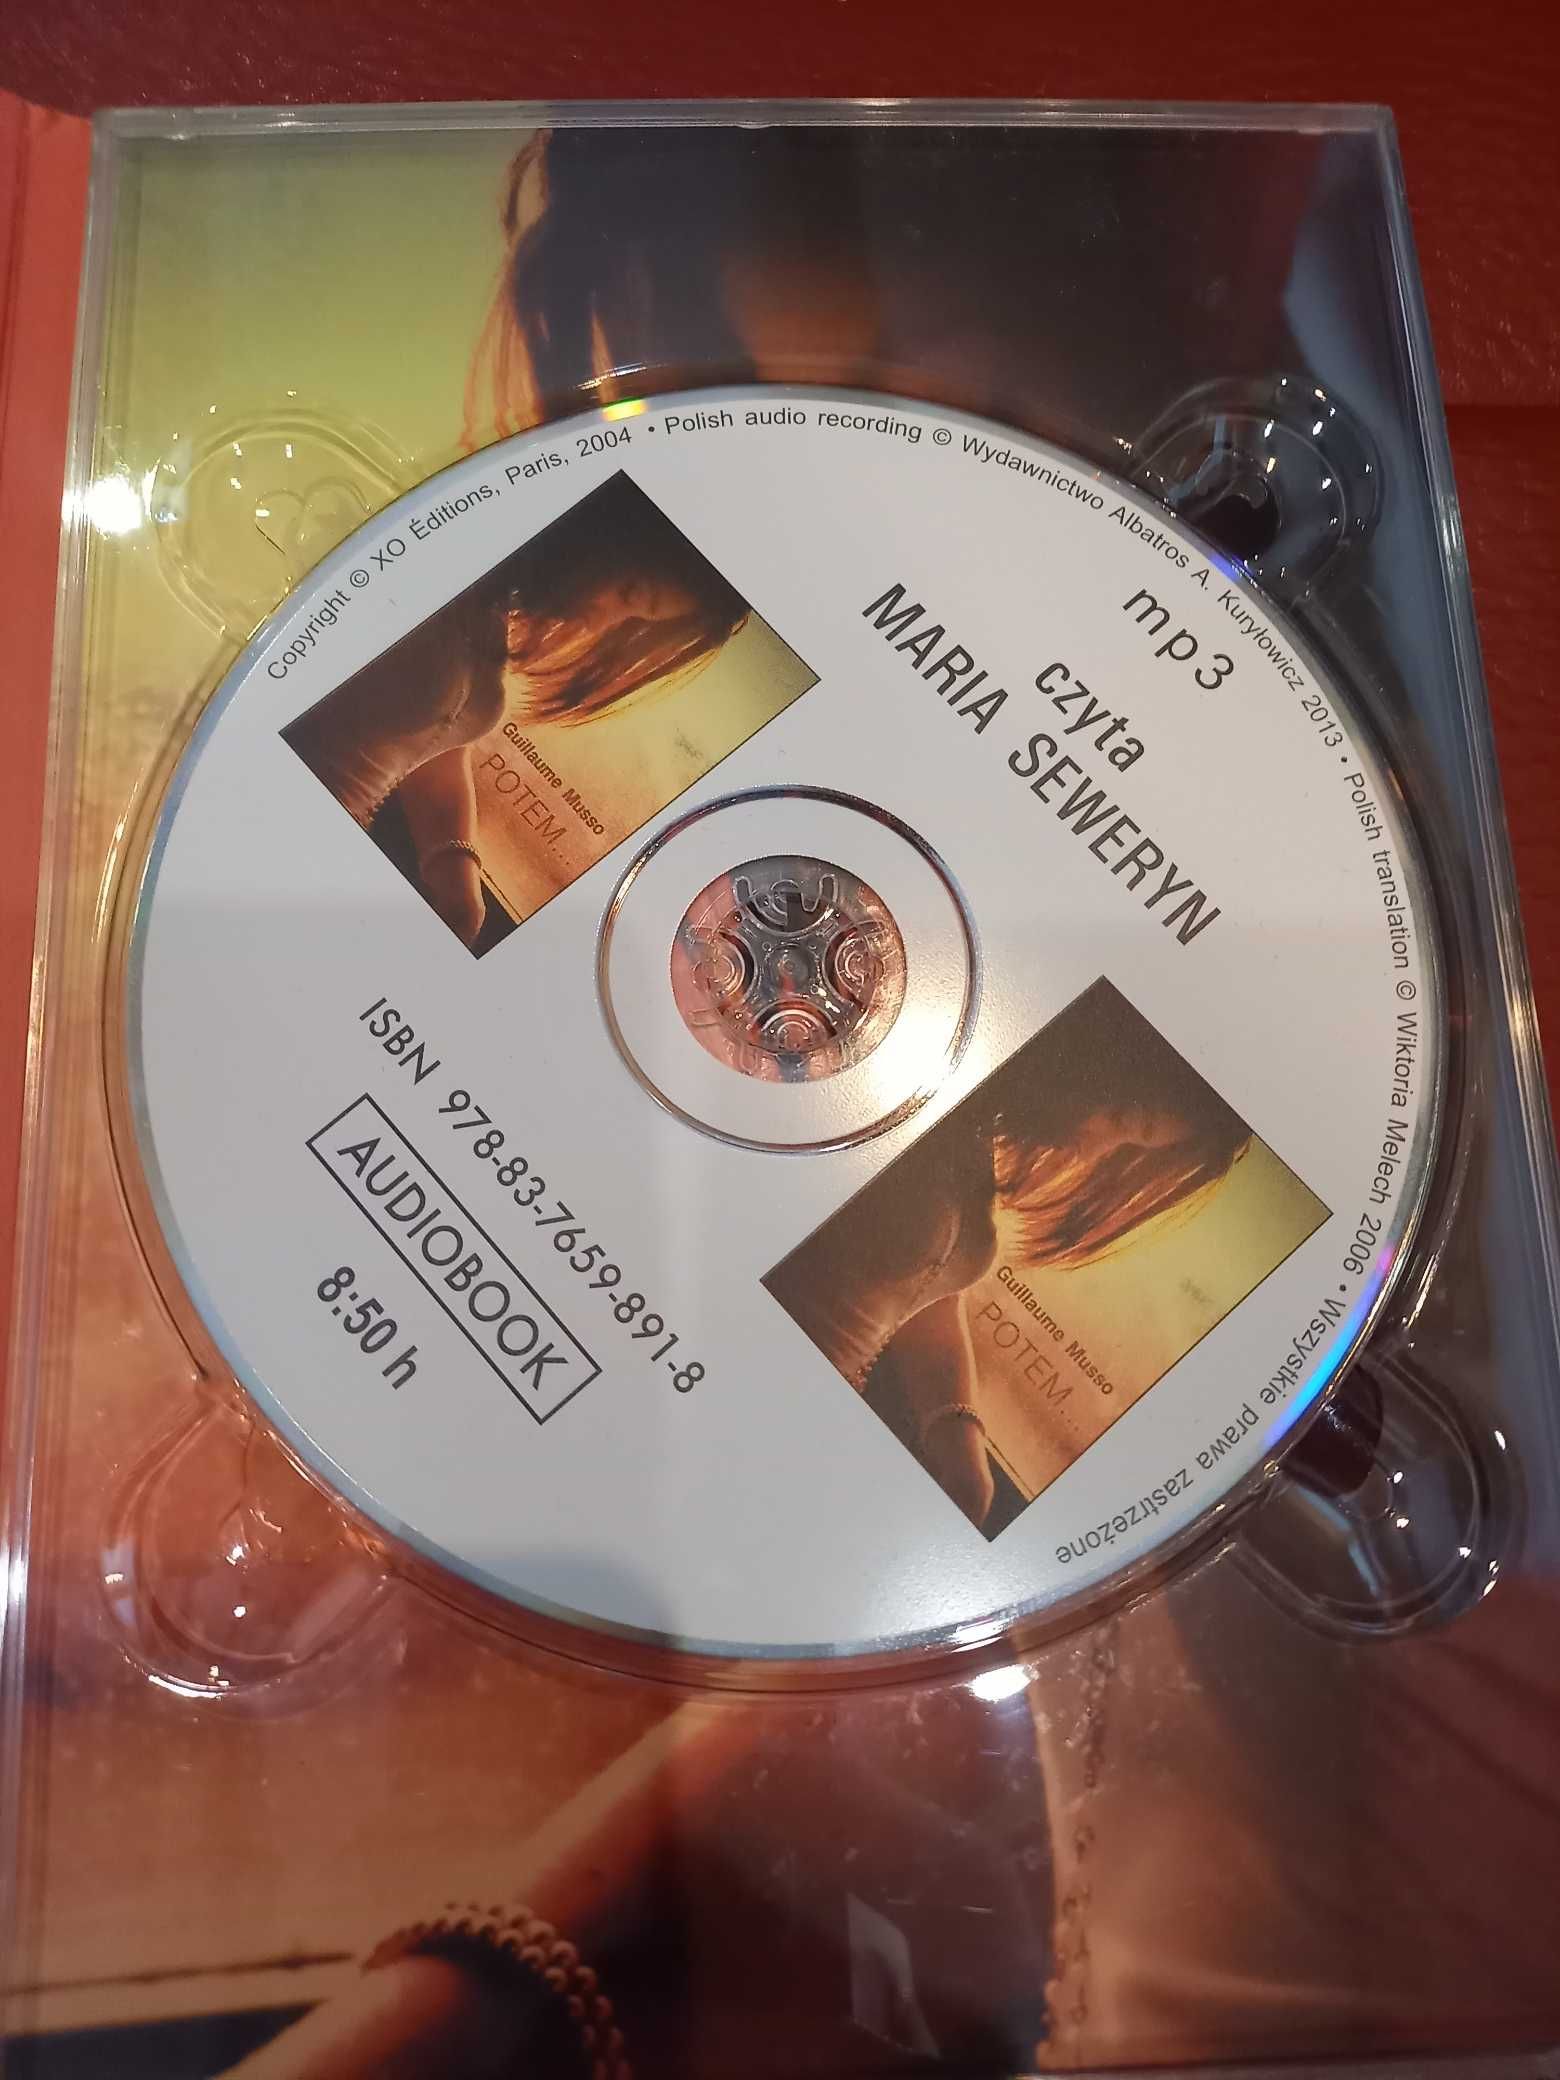 Copyright © XO Éditions, Paris, 2004 • Polish audio recording © Wydawnictwo Albatros A. Kuryłowicz 2013 • Polish translation © Wiktoria Melech 2006 • Wszystkie prawa zastrzeżone
mp3
czyta
MARIA SEWERYN
Guillaume Musso
POTEM...
Guillaume Musso
POTEM...
ISBN 978-83-7659-891-8
AUDIOBOOK
8:50 h